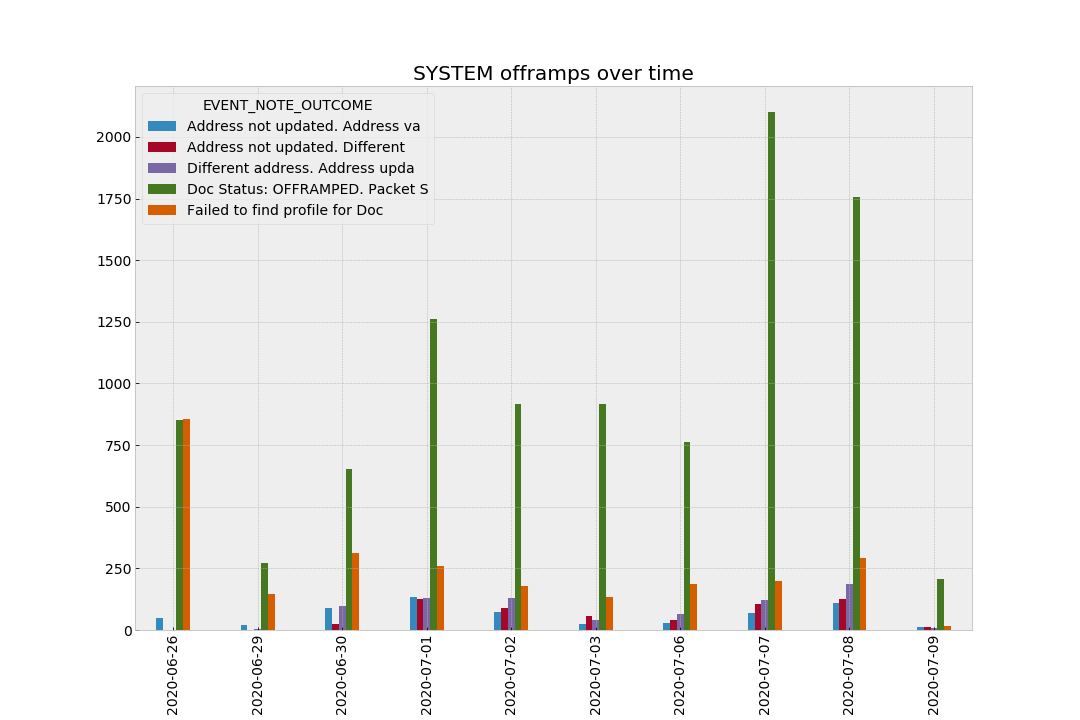 SYSTEM offramps over time
EVENT_NOTE_OUTCOME
Address not updated. Address va
Address not updated. Different
Different address. Address upda
Doc Status: OFFRAMPED. Packet S
Failed to find profile for Doc
2000
1750
1500
1250
1000
750
500
250
0
2020-06-26
2020-06-29
2020-06-30
2020-07-01
2020-07-02
2020-07-03
2020-07-06
2020-07-07
2020-07-08
2020-07-09